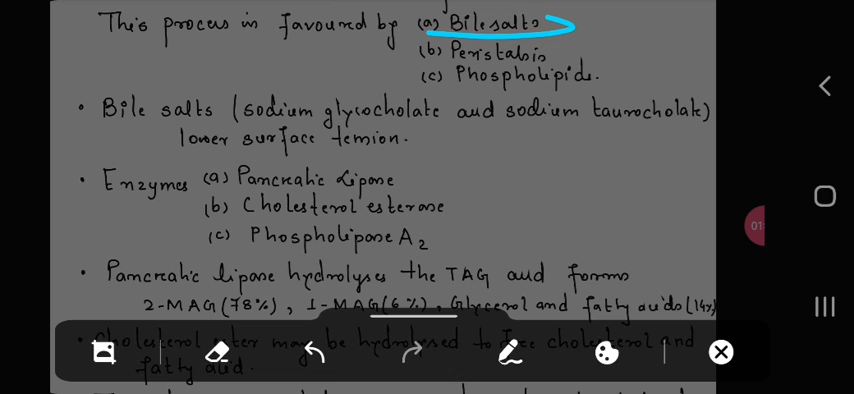 This process is favoured by (a) Bile salts
(b) Peristalsis
(c) Phospholipids.
• Bile salts (sodium glycocholate and sodium taurocholate)
lower surface tension.
• Enzymes (a) Pancreatic Lipase
(b) Cholesterol esterase
(c) Phospholipase A2
01:
• Pancreatic lipase hydrolyses the TAG and forms
2-MAG(78%), 1-MAG(6%), Glycerol and fatty acids (14%)
• Cholesterol ester may be hydrolysed to free cholesterol and
fatty acid.